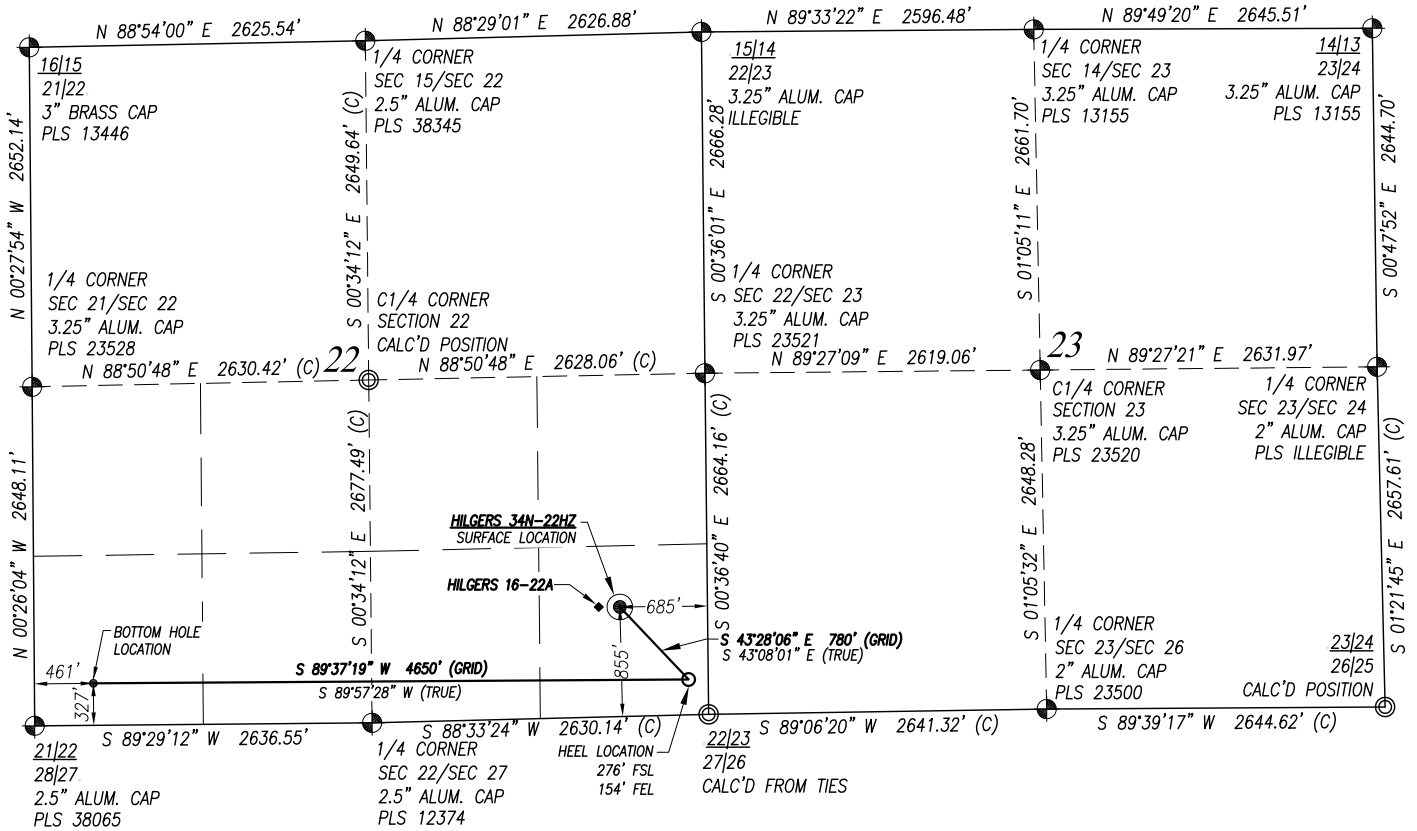 N 88°54'00" E 2625.54'
N 88°29'01" E 2626.88'
N 89°33'22" E 2596.48'
N 89°49'20" E 2645.51'
16|15
21|22
3" BRASS CAP
PLS 13446
1/4 CORNER
SEC 15/SEC 22
2.5" ALUM. CAP
PLS 38345
15|14
22|23
3.25" ALUM. CAP
ILLEGIBLE
1/4 CORNER
SEC 14/SEC 23
3.25" ALUM. CAP
PLS 13155
14|13
23|24
3.25" ALUM. CAP
PLS 13155
N 00°27'54" W 2652.14'
S 00°34'12" E 2649.64' (C)
S 00°36'01" E 2666.28'
S 01°05'11" E 2661.70'
S 00°47'52" E 2644.70'
1/4 CORNER
SEC 21/SEC 22
3.25" ALUM. CAP
PLS 23528
C1/4 CORNER
SECTION 22
CALC'D POSITION
1/4 CORNER
SEC 22/SEC 23
3.25" ALUM. CAP
PLS 23521
N 88°50'48" E 2630.42' (C)
22
N 88°50'48" E 2628.06' (C)
N 89°27'09" E 2619.06'
23
N 89°27'21" E 2631.97'
C1/4 CORNER
SECTION 23
3.25" ALUM. CAP
PLS 23520
1/4 CORNER
SEC 23/SEC 24
2" ALUM. CAP
PLS ILLEGIBLE
N 00°26'04" W 2648.11'
S 00°34'12" E 2677.49' (C)
S 00°36'40" E 2664.16' (C)
S 01°05'32" E 2648.28'
S 01°21'45" E 2657.61' (C)
HILGERS 34N-22HZ
SURFACE LOCATION
HILGERS 16-22A
685'
855'
S 43°28'06" E 780' (GRID)
S 43°08'01" E (TRUE)
BOTTOM HOLE
LOCATION
461'
327'
S 89°37'19" W 4650' (GRID)
S 89°57'28" W (TRUE)
1/4 CORNER
SEC 23/SEC 26
2" ALUM. CAP
PLS 23500
23|24
26|25
CALC'D POSITION
S 89°29'12" W 2636.55'
S 88°33'24" W 2630.14' (C)
S 89°06'20" W 2641.32' (C)
S 89°39'17" W 2644.62' (C)
21|22
28|27
2.5" ALUM. CAP
PLS 38065
1/4 CORNER
SEC 22/SEC 27
2.5" ALUM. CAP
PLS 12374
HEEL LOCATION
276' FSL
154' FEL
22|23
27|26
CALC'D FROM TIES